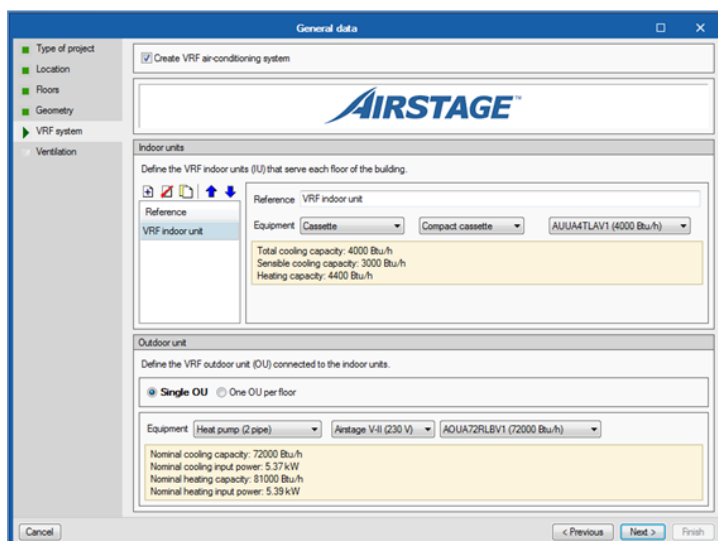 General data
Type of project
Location
Floors
Geometry
VRF system
Ventilation
Create VRF air-conditioning system
AIRSTAGE™
Indoor units
Define the VRF indoor units (IU) that serve each floor of the building.
Reference
VRF indoor unit
Reference VRF indoor unit
Equipment Cassette Compact cassette AUUA4TLAV1 (4000 Btu/h)
Total cooling capacity: 4000 Btu/h
Sensible cooling capacity: 3000 Btu/h
Heating capacity: 4400 Btu/h
Outdoor unit
Define the VRF outdoor unit (OU) connected to the indoor units.
Single OU One OU per floor
Equipment Heat pump (2 pipe) Airstage V-II (230 V) AOUA72RLBV1 (72000 Btu/h)
Nominal cooling capacity: 72000 Btu/h
Nominal cooling input power: 5.37 kW
Nominal heating capacity: 81000 Btu/h
Nominal heating input power: 5.39 kW
Cancel < Previous Next > Finish